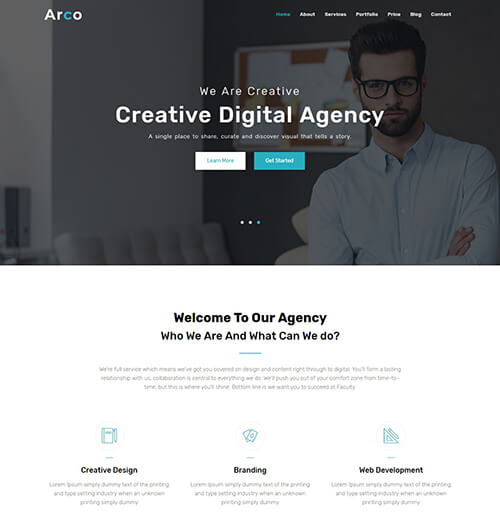 Arco
Home About Services Portfolio Price Blog Contact
We Are Creative
Creative Digital Agency
A single place to share, curate and discover visual that tells a story.
Learn More Get Started
Welcome To Our Agency
Who We Are And What Can We do?
We're full service which means we've got you covered on design and content right through to digital. You'll form a lasting
relationship with us, collaboration is central to everything we do. We'll push you out of your comfort zone from time-to-
time, but this is where you'll shine. Bottom line is we want you to succeed at Faculty
Creative Design Branding Web Development
Lorem Ipsum simply dummy of the printing
and type setting industry when an unknown
printing simply dummy
Lorem Ipsum simply dummy text of the printing
and typesetting industry when an unknown
printing simply dummy
Lorem Ipsum simply dummy text of the printing
and typesetting industry when an unknown
printing simply dummy